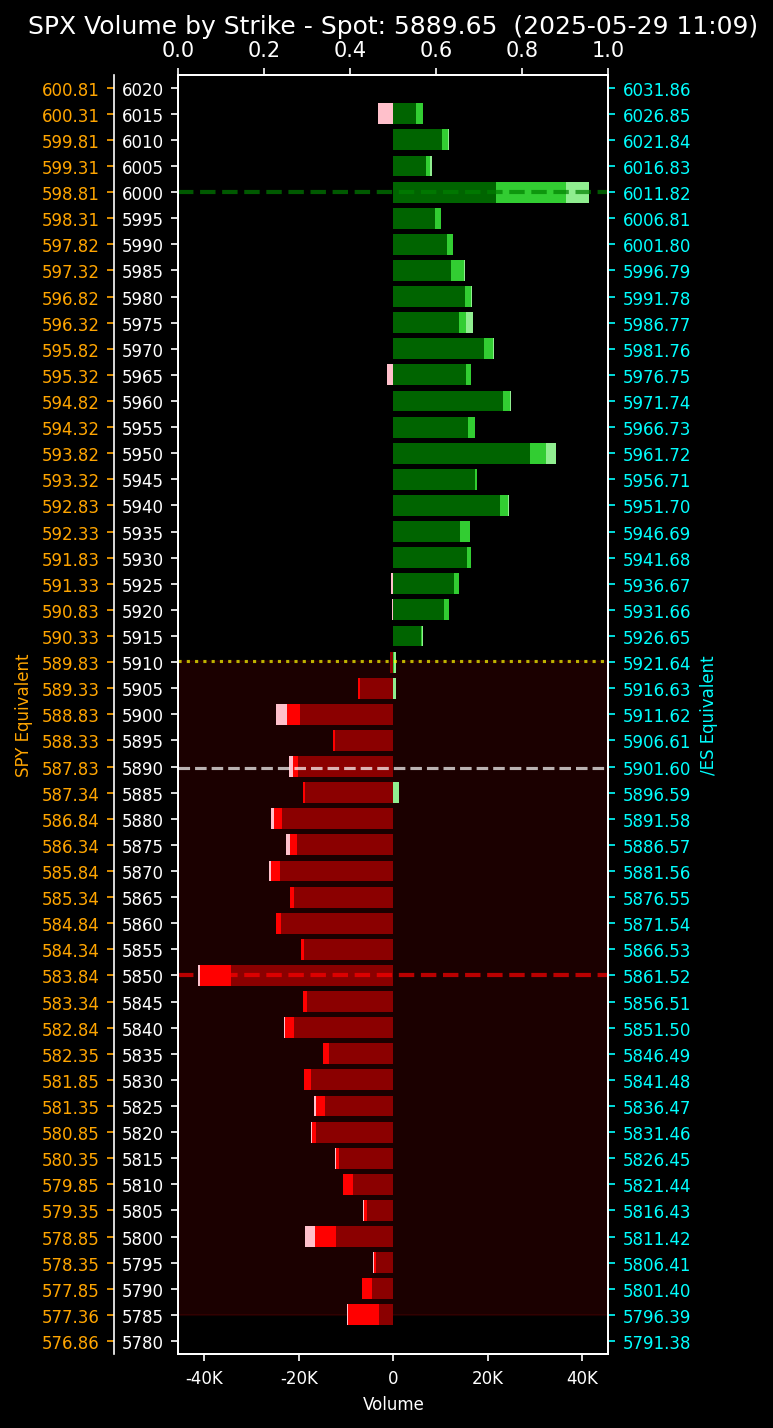 SPX Volume by Strike - Spot: 5889.65 (2025-05-29 11:09)
0.0 0.2 0.4 0.6 0.8 1.0
600.81 6020 6031.86
600.31 6015 6026.85
599.81 6010 6021.84
599.31 6005 6016.83
598.81 6000 6011.82
598.31 5995 6006.81
597.82 5990 6001.80
597.32 5985 5996.79
596.82 5980 5991.78
596.32 5975 5986.77
595.82 5970 5981.76
595.32 5965 5976.75
594.82 5960 5971.74
594.32 5955 5966.73
593.82 5950 5961.72
593.32 5945 5956.71
592.83 5940 5951.70
592.33 5935 5946.69
591.83 5930 5941.68
591.33 5925 5936.67
590.83 5920 5931.66
590.33 5915 5926.65
589.83 5910 5921.64
589.33 5905 5916.63
588.83 5900 5911.62
588.33 5895 5906.61
587.83 5890 5901.60
587.34 5885 5896.59
586.84 5880 5891.58
586.34 5875 5886.57
585.84 5870 5881.56
585.34 5865 5876.55
584.84 5860 5871.54
584.34 5855 5866.53
583.84 5850 5861.52
583.34 5845 5856.51
582.84 5840 5851.50
582.35 5835 5846.49
581.85 5830 5841.48
581.35 5825 5836.47
580.85 5820 5831.46
580.35 5815 5826.45
579.85 5810 5821.44
579.35 5805 5816.43
578.85 5800 5811.42
578.35 5795 5806.41
577.85 5790 5801.40
577.36 5785 5796.39
576.86 5780 5791.38
SPY Equivalent
/ES Equivalent
-40K -20K 0 20K 40K
Volume